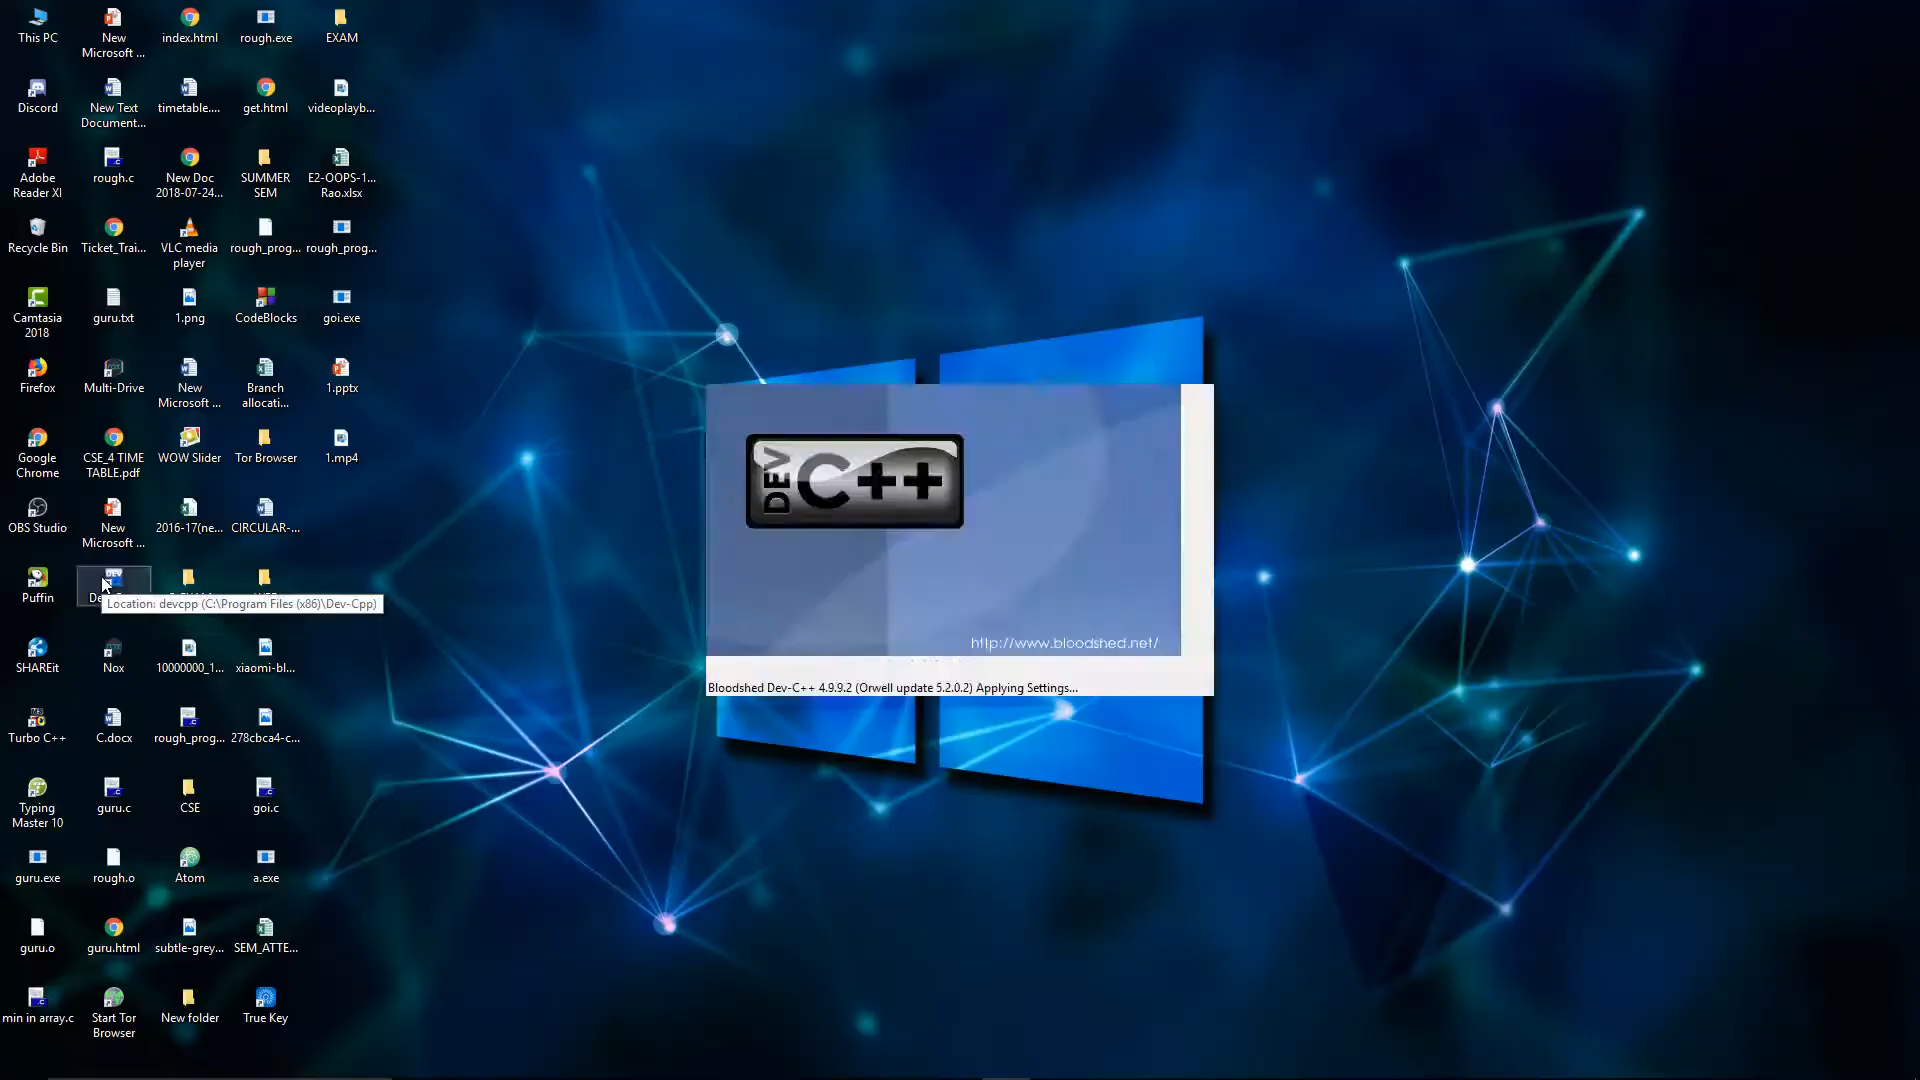 This PC
New
Microsoft ...
index.html
rough.exe
EXAM
Discord
New Text
Document...
timetable....
get.html
videoplayb...
Adobe
Reader XI
rough.c
New Doc
2018-07-24...
SUMMER
SEM
E2-OOPS-1...
Rao.xlsx
Recycle Bin
Ticket_Trai...
VLC media
player
rough_prog...
rough_prog...
Camtasia
2018
guru.txt
1.png
CodeBlocks
goi.exe
Firefox
Multi-Drive
New
Microsoft ...
Branch
allocati...
1.pptx
Google
Chrome
CSE_4 TIME
TABLE.pdf
WOW Slider
Tor Browser
1.mp4
OBS Studio
New
Microsoft ...
2016-17(ne...
CIRCULAR-...
Puffin
Location: devcpp (C:\Program Files (x86)\Dev-Cpp)
SHAREit
Nox
10000000_1...
xiaomi-bl...
Turbo C++
C.docx
rough_prog...
278cbca4-c...
Typing
Master 10
guru.c
CSE
goi.c
guru.exe
rough.o
Atom
a.exe
guru.o
guru.html
subtle-grey...
SEM_ATTE...
min in array.c
Start Tor
Browser
New folder
True Key
DEV
C++
http://www.bloodshed.net/
Bloodshed Dev-C++ 4.9.9.2 (Orwell update 5.2.0.2) Applying Settings...